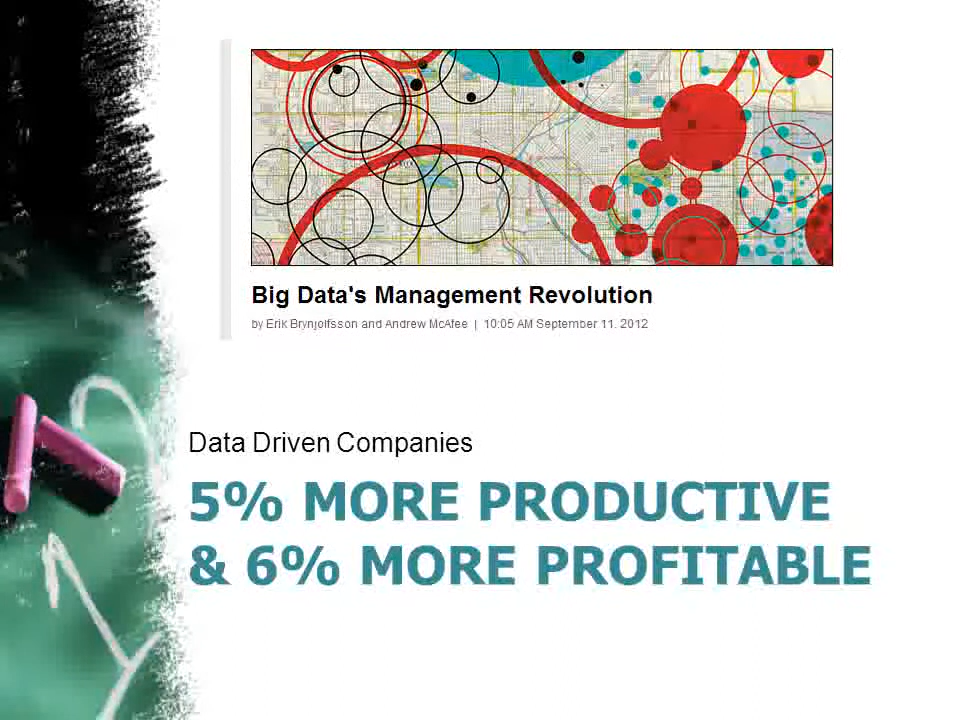 Big Data's Management Revolution
by Erik Brynjolfsson and Andrew McAfee | 10:05 AM September 11, 2012
Data Driven Companies
5% MORE PRODUCTIVE
& 6% MORE PROFITABLE